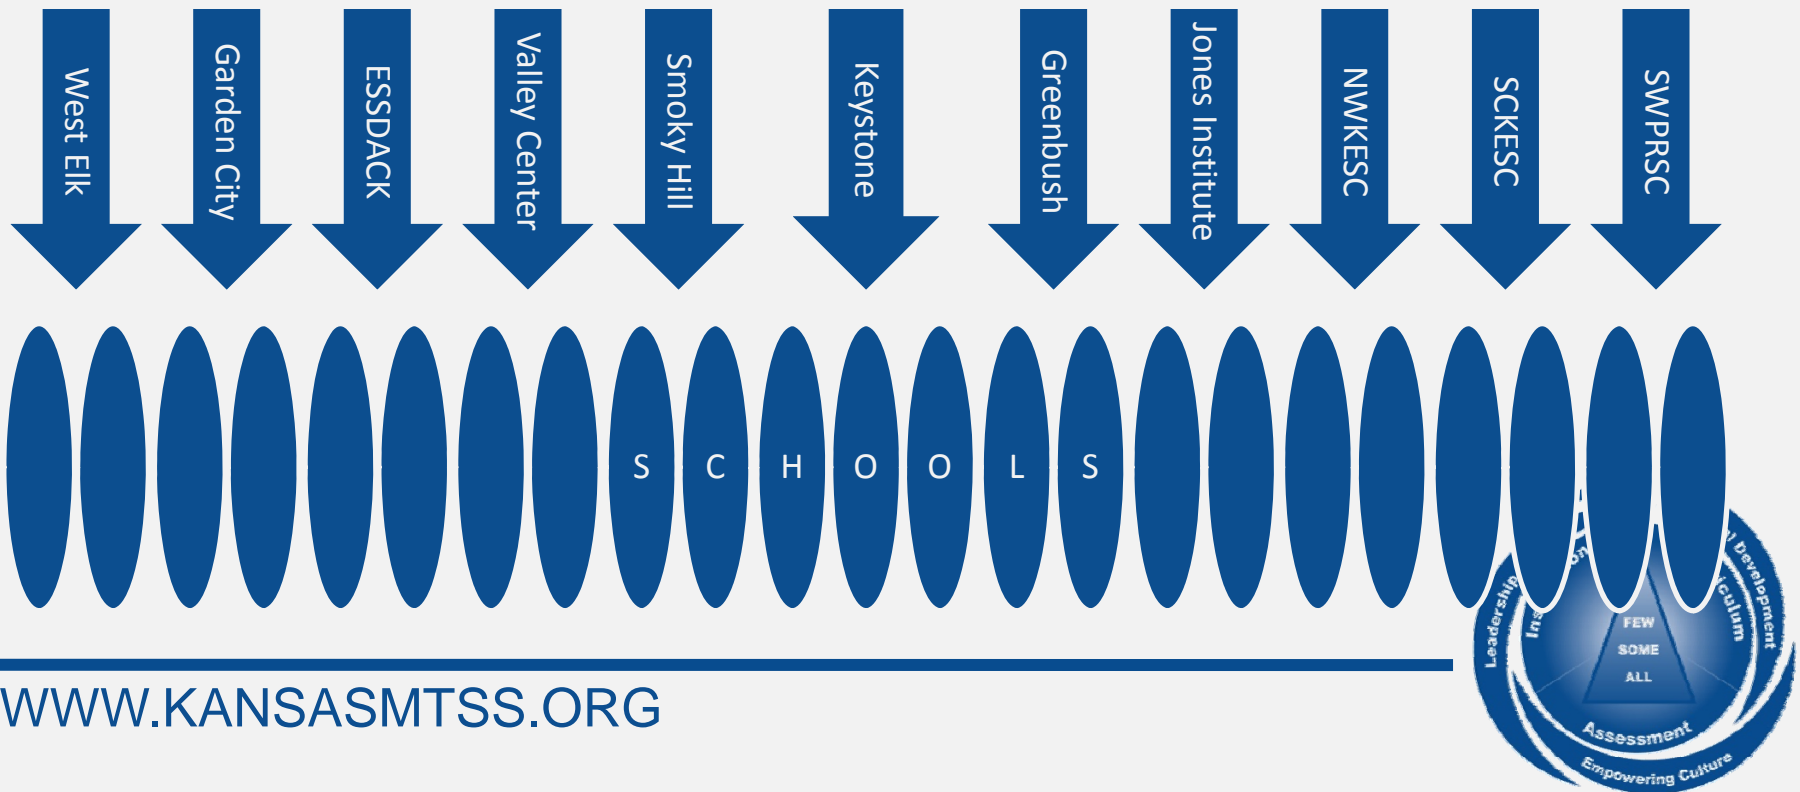 West Elk
Garden City
ESSDACK
Valley Center
Smoky Hill
Keystone
Greenbush
Jones Institute
NWKESC
SCKESC
SWPRSC
S C H O O L S
WWW.KANSASMTSS.ORG
Leadership
Development
FEW
SOME
ALL
Assessment
Empowering Culture